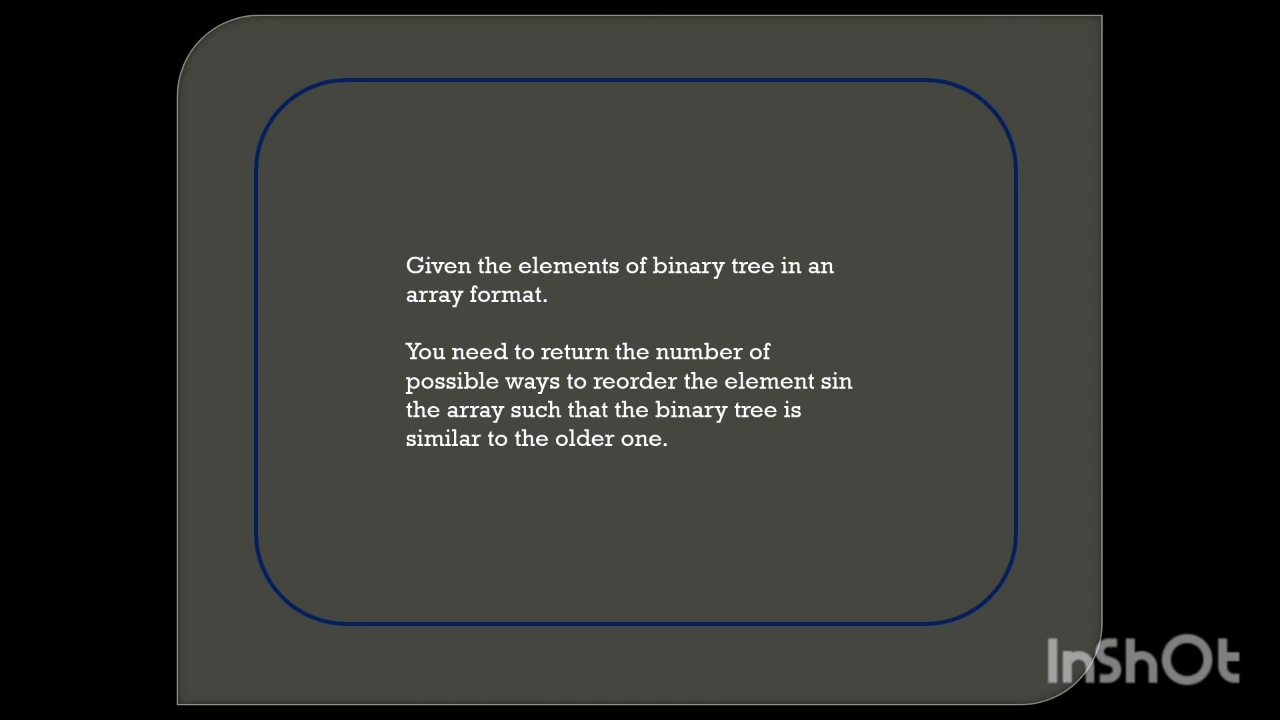 Given the elements of binary tree in an
array format.
You need to return the number of
possible ways to reorder the element sin
the array such that the binary tree is
similar to the older one.
InShOt